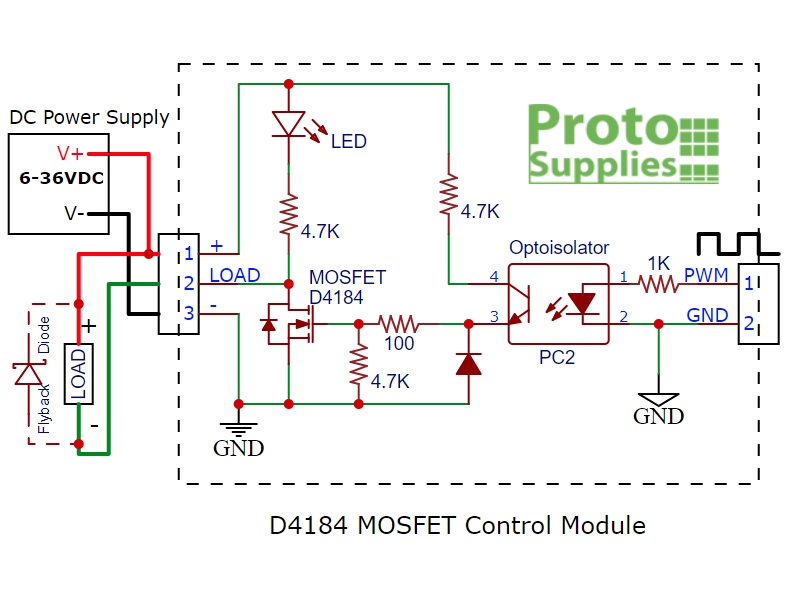 Proto
Supplies
DC Power Supply
V+
6-36VDC
V-
LED
4.7K
4.7K
1
+
2
LOAD
3
-
MOSFET
D4184
Optoisolator
4
1
1K
PWM
1
3
2
GND
2
PC2
100
4.7K
GND
GND
Diode
Flyback
+
LOAD
-
D4184 MOSFET Control Module